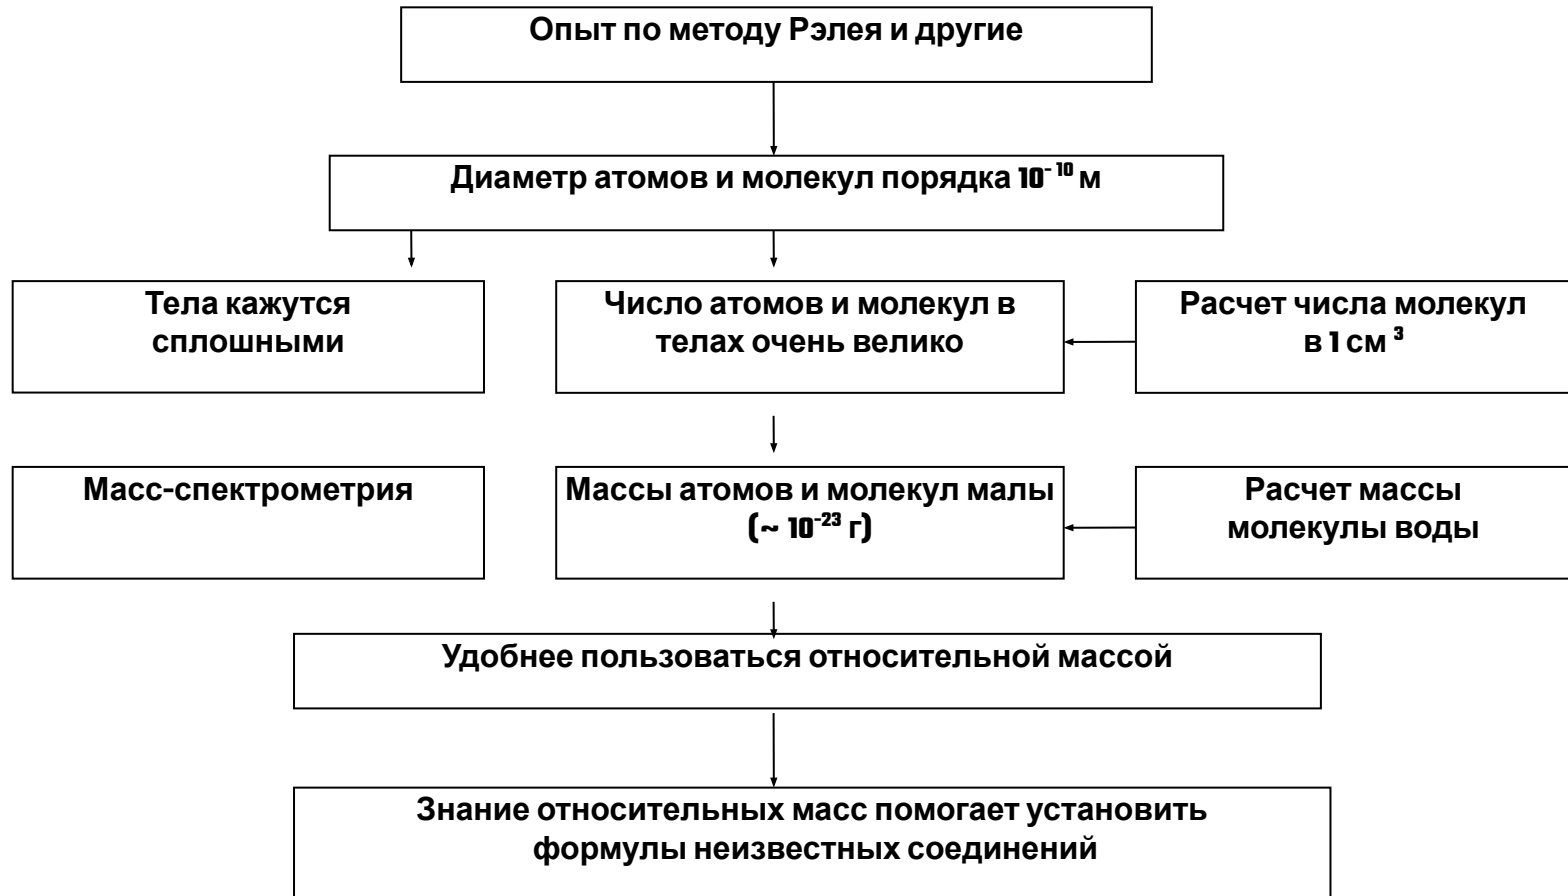 Опыт по методу Рэлея и другие
Диаметр атомов и молекул порядка 10⁻ ¹⁰ м
Тела кажутся
сплошными
Число атомов и молекул в
телах очень велико
Расчет числа молекул
в 1 см ³
Масс-спектрометрия
Массы атомов и молекул малы
(~ 10⁻²³ г)
Расчет массы
молекулы воды
Удобнее пользоваться относительной массой
Знание относительных масс помогает установить
формулы неизвестных соединений